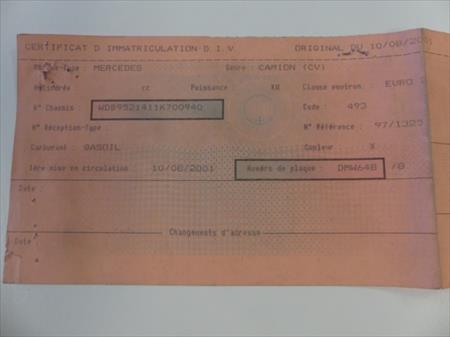 CERTIFICAT D IMMATRICULATION D.I.V. ORIGINAL DU 10/08/2001
MERCEDES Genre : CAMION (CV)
cc Puissance KW Classe environ. : EURO
N° Chassis : Code : 493
N° Réception-Type : N° Référence : 97/1325
Carburant GASOIL Couleur X
1ère mise en circulation 10/08/2001 Numéro de plaque : /8
Date :
Changements d'adresse
Date